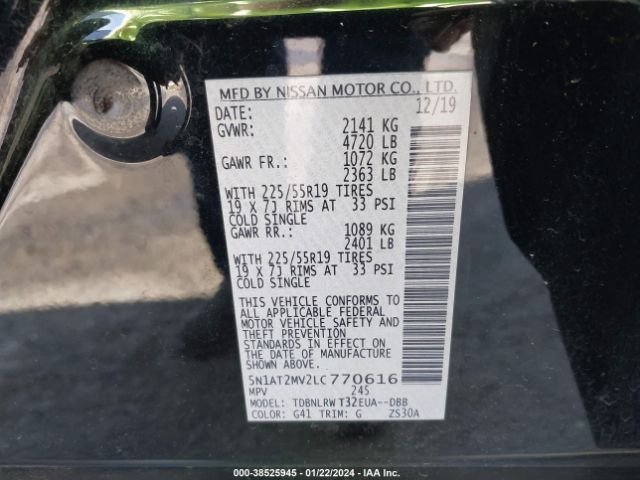 MFD BY NISSAN MOTOR CO., LTD.
DATE: 12/19
GVWR: 2141 KG
4720 LB
GAWR FR.: 1072 KG
2363 LB
WITH 225/55R19 TIRES
19 X 7J RIMS AT 33 PSI
COLD SINGLE
GAWR RR.: 1089 KG
2401 LB
WITH 225/55R19 TIRES
19 X 7J RIMS AT 33 PSI
COLD SINGLE
THIS VEHICLE CONFORMS TO
ALL APPLICABLE FEDERAL
MOTOR VEHICLE SAFETY AND
THEFT PREVENTION
STANDARDS IN EFFECT ON
THE DATE OF MANUFACTURE
SHOWN ABOVE.
5N1AT2MV2LC770616
MPV 245
MODEL: TDBNLRW T32EUA--DBB
COLOR: G41 TRIM: G ZS30A
000-38525945 - 01/22/2024 - IAA Inc.